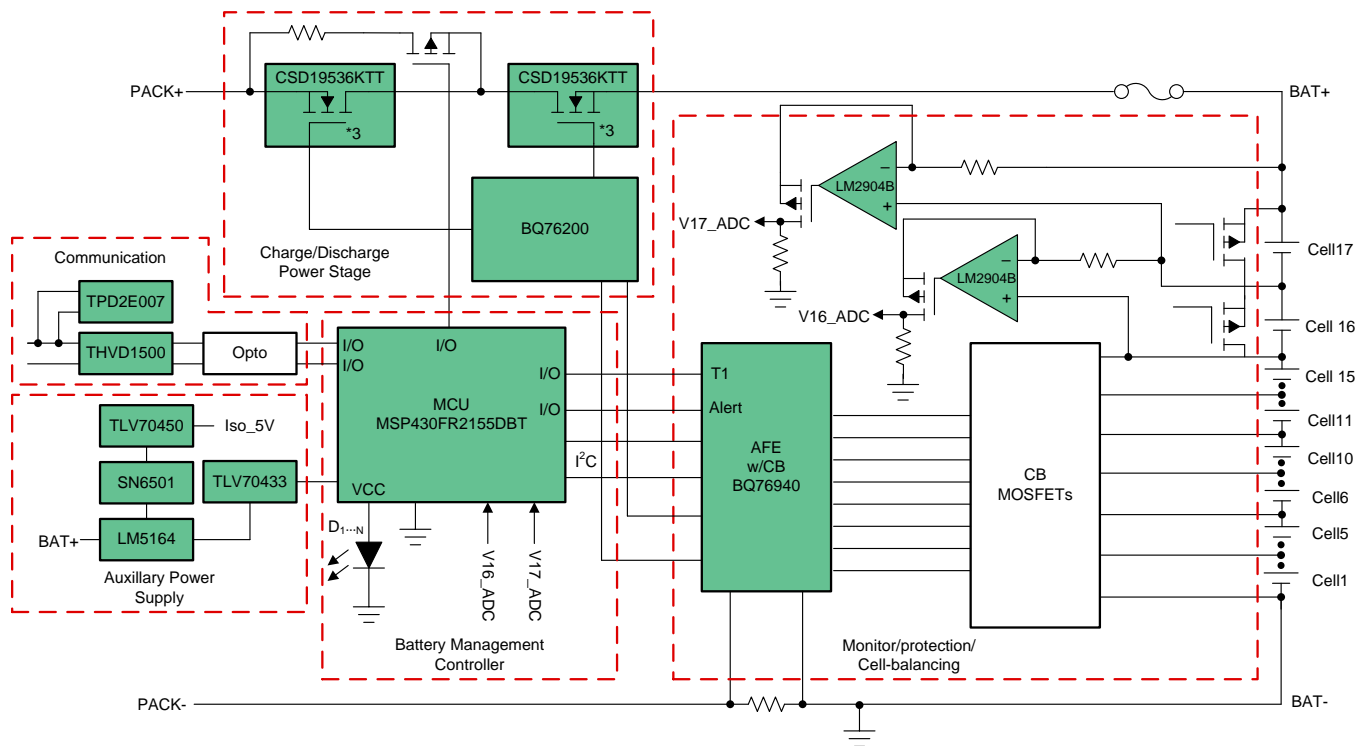 CSD19536KTT
*3
CSD19536KTT
*3
PACK+
BAT+
BQ76200
Charge/Discharge
Power Stage
LM2904B
−
+
V17_ADC
LM2904B
−
+
V16_ADC
Cell17
Cell 16
Cell 15
Cell11
Cell10
Cell6
Cell5
Cell1
Communication
TPD2E007
THVD1500
Opto
I/O
I/O
I/O
I/O
I/O
MCU
MSP430FR2155DBT
VCC
I²C
T1
Alert
AFE
w/CB
BQ76940
CB
MOSFETs
TLV70450
Iso_5V
SN6501
TLV70433
BAT+
LM5164
Auxillary Power
Supply
D1...N
V16_ADC
V17_ADC
Battery Management
Controller
Monitor/protection/
Cell-balancing
PACK-
BAT-